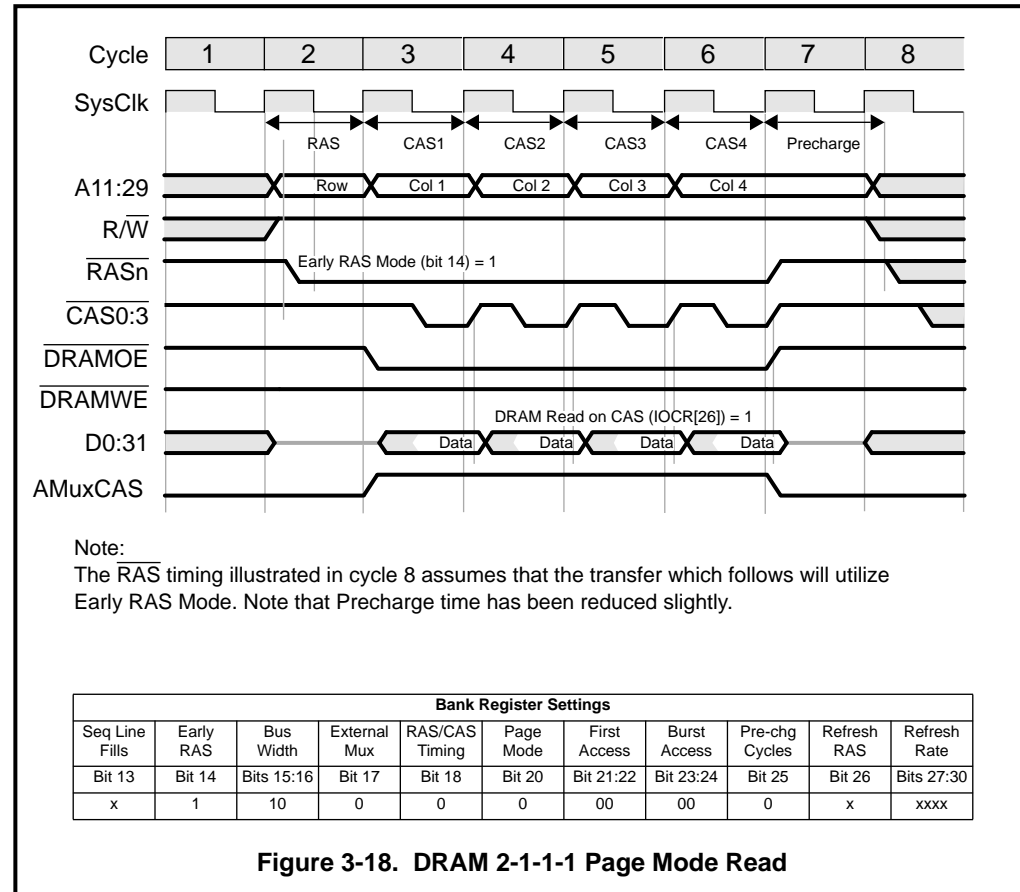 Cycle 1 2 3 4 5 6 7 8
SysClk
RAS CAS1 CAS2 CAS3 CAS4 Precharge
A11:29 Row Col 1 Col 2 Col 3 Col 4
R/W
RASn Early RAS Mode (bit 14) = 1
CAS0:3
DRAMOE
DRAMWE
DRAM Read on CAS (IOCR[26]) = 1
D0:31 Data Data Data Data
AMuxCAS
Note:
The RAS timing illustrated in cycle 8 assumes that the transfer which follows will utilize
Early RAS Mode. Note that Precharge time has been reduced slightly.
Bank Register Settings
Seq Line Early Bus External RAS/CAS Page First Burst Pre-chg Refresh Refresh
Fills RAS Width Mux Timing Mode Access Access Cycles RAS Rate
Bit 13 Bit 14 Bits 15:16 Bit 17 Bit 18 Bit 20 Bit 21:22 Bit 23:24 Bit 25 Bit 26 Bits 27:30
x 1 10 0 0 0 00 00 0 x xxxx
Figure 3-18. DRAM 2-1-1-1 Page Mode Read